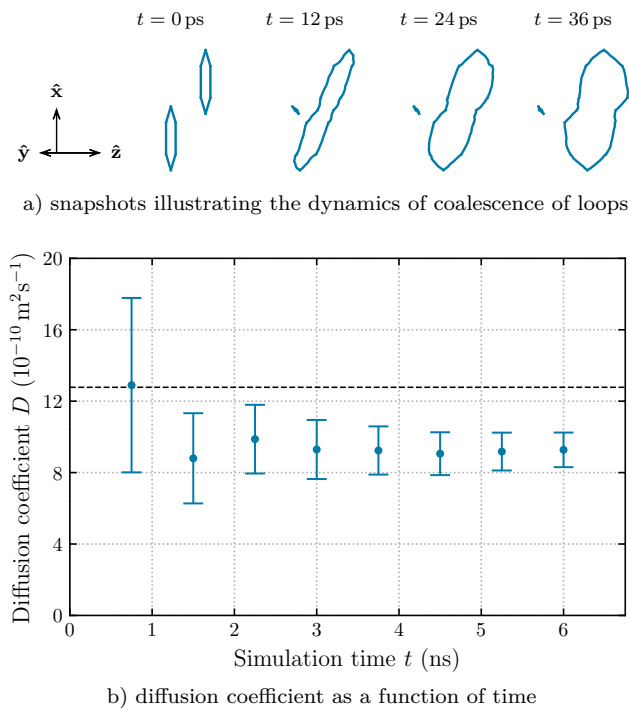 t = 0 ps t = 12 ps t = 24 ps t = 36 ps
x̂
ŷ ẑ
a) snapshots illustrating the dynamics of coalescence of loops
20
16
12
8
4
0
Diffusion coefficient D (10⁻¹⁰ m²s⁻¹)
0 1 2 3 4 5 6
Simulation time t (ns)
b) diffusion coefficient as a function of time